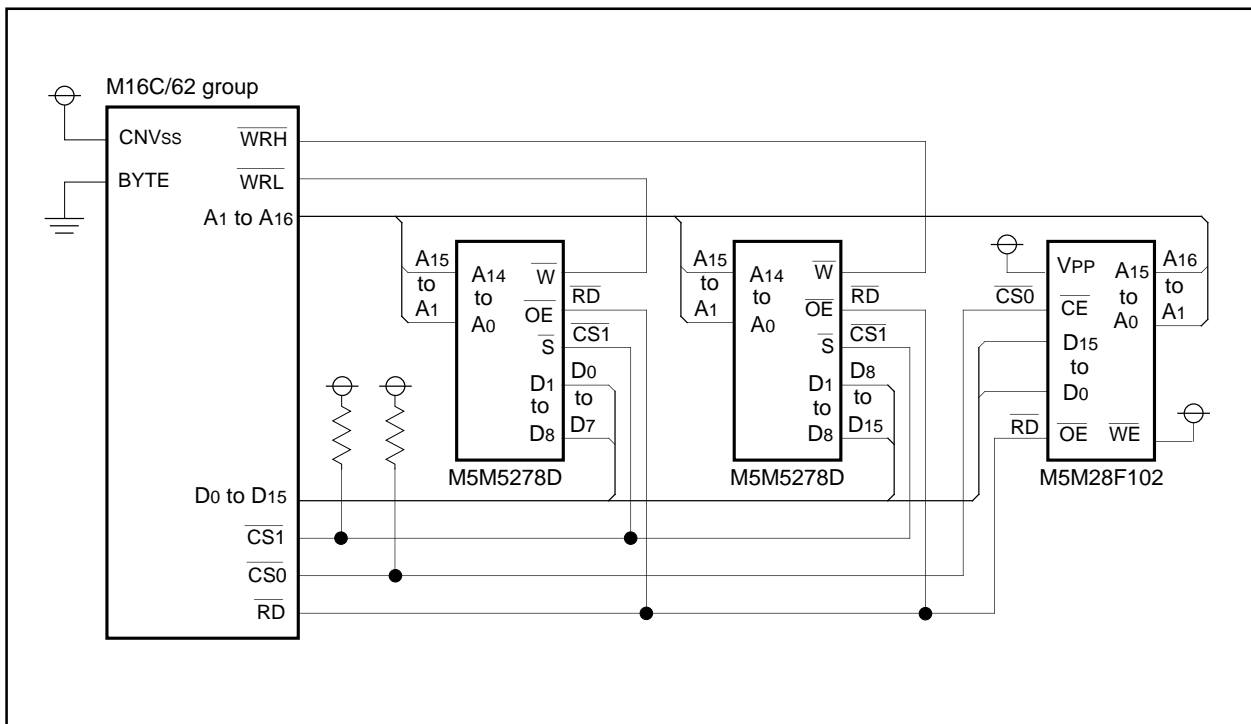 M16C/62 group
CNVSS
BYTE
WRH
WRL
A1 to A16
D0 to D15
CS1
CS0
RD
A15
to
A1
A14
to
A0
W
OE
S
D1
to
D8
RD
CS1
D0
to
D7
M5M5278D
A15
to
A1
A14
to
A0
W
OE
S
D1
to
D8
RD
CS1
D8
to
D15
M5M5278D
CS0
RD
VPP
CE
D15
to
D0
OE
A15
to
A0
WE
A16
to
A1
M5M28F102